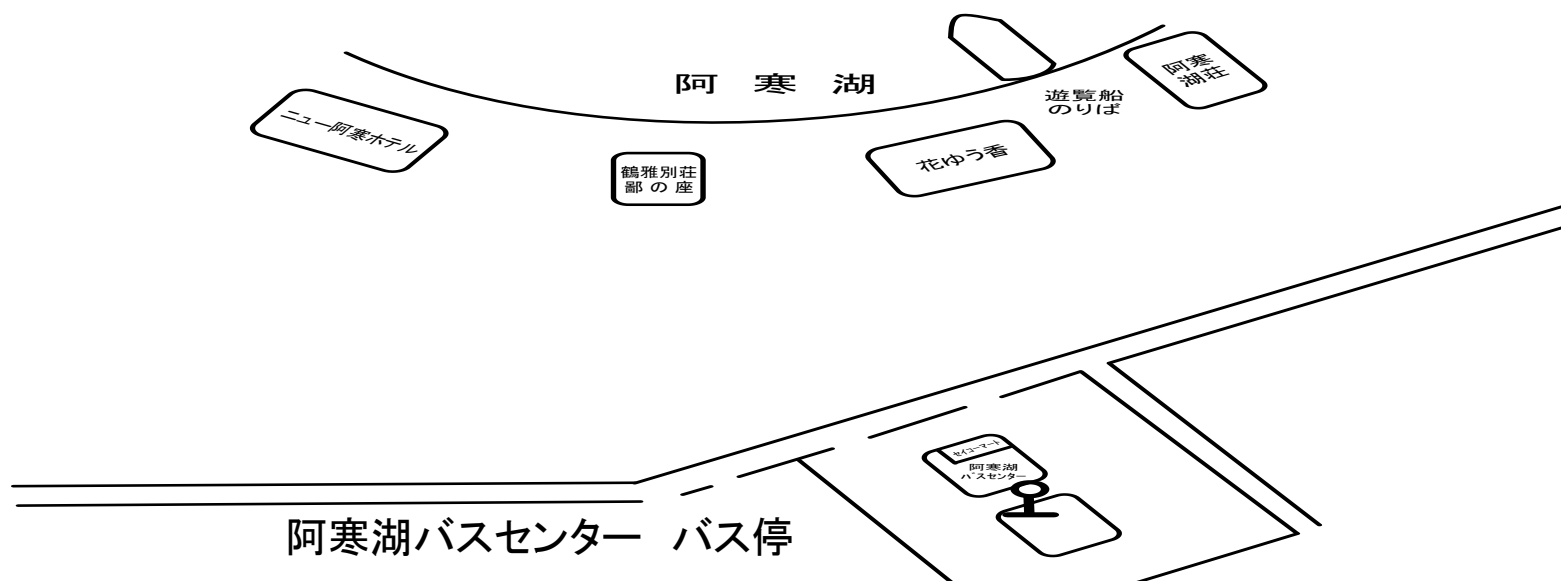 阿寒湖
阿寒
湖荘
遊覧船
のりば
ニュー阿寒ホテル
花ゆう香
鶴雅別荘
鄙の座
セイコーマート
阿寒湖
バスセンター
阿寒湖バスセンター バス停